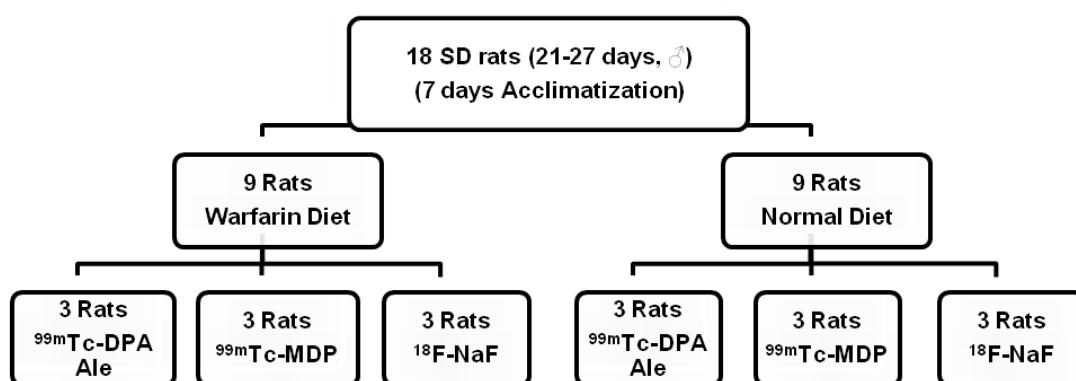 18 SD rats (21-27 days, ♂)
(7 days Acclimatization)
9 Rats
Warfarin Diet
9 Rats
Normal Diet
3 Rats
⁹⁹ᵐTc-DPA
Ale
3 Rats
⁹⁹ᵐTc-MDP
3 Rats
¹⁸F-NaF
3 Rats
⁹⁹ᵐTc-DPA
Ale
3 Rats
⁹⁹ᵐTc-MDP
3 Rats
¹⁸F-NaF